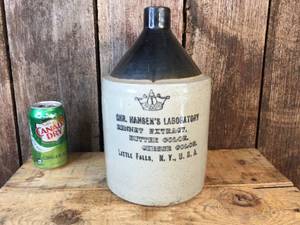 CANADA
DRY
CHR. HANSEN'S LABORATORY
RENNET EXTRACT,
BUTTER COLOR,
CHEESE COLOR,
LITTLE FALLS, N. Y., U. S. A.